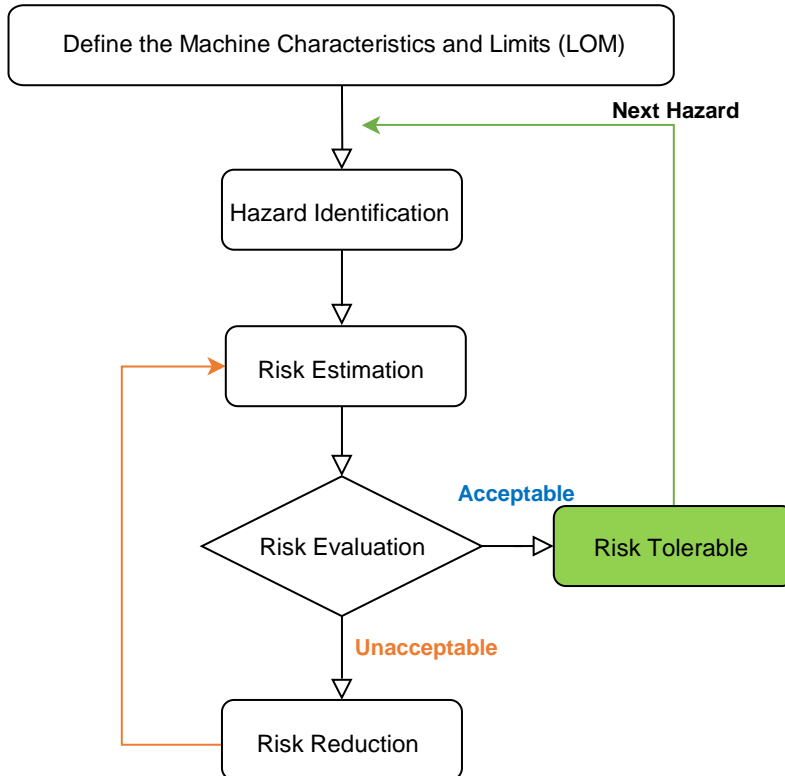 Define the Machine Characteristics and Limits (LOM)
Next Hazard
Hazard Identification
Risk Estimation
Acceptable
Risk Evaluation
Risk Tolerable
Unacceptable
Risk Reduction